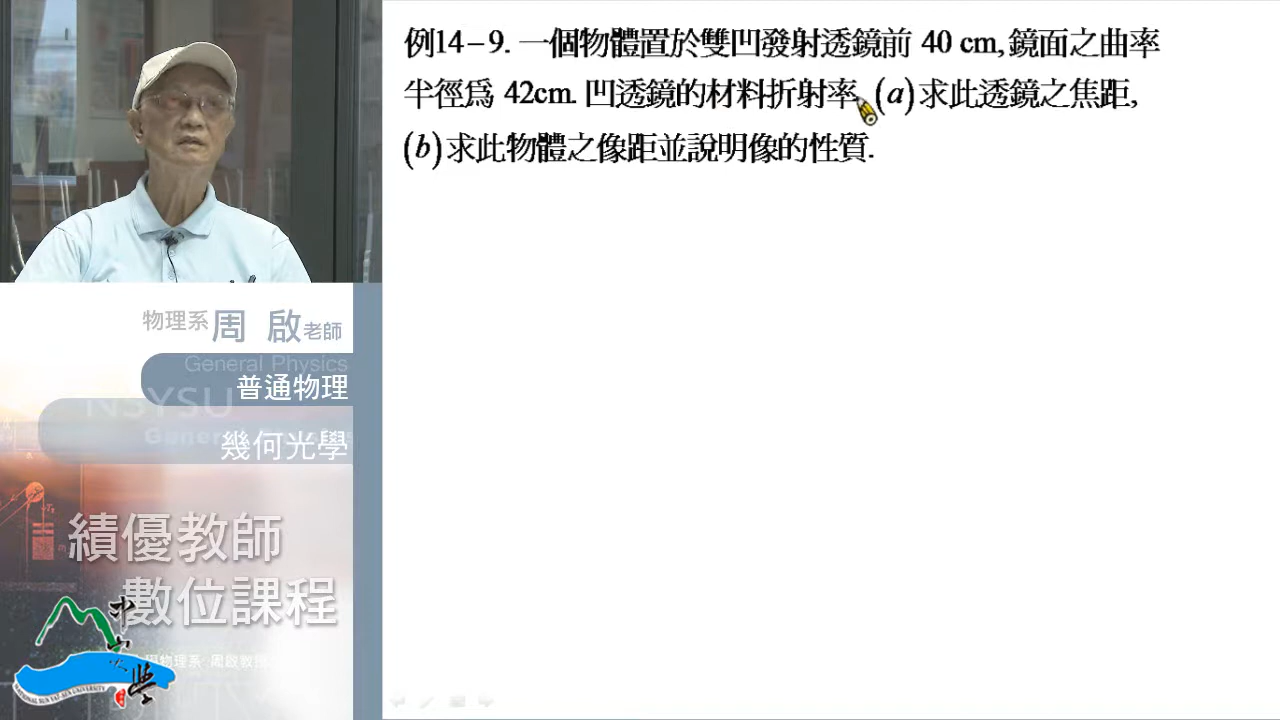 例14－9. 一個物體置於雙凹發射透鏡前 40 cm, 鏡面之曲率
半徑爲 42cm. 凹透鏡的材料折射率 (a) 求此透鏡之焦距,
(b) 求此物體之像距並說明像的性質.
物理系 周 啟 老師
General Physics
普通物理
NSYSU
幾何光學
績優教師
數位課程